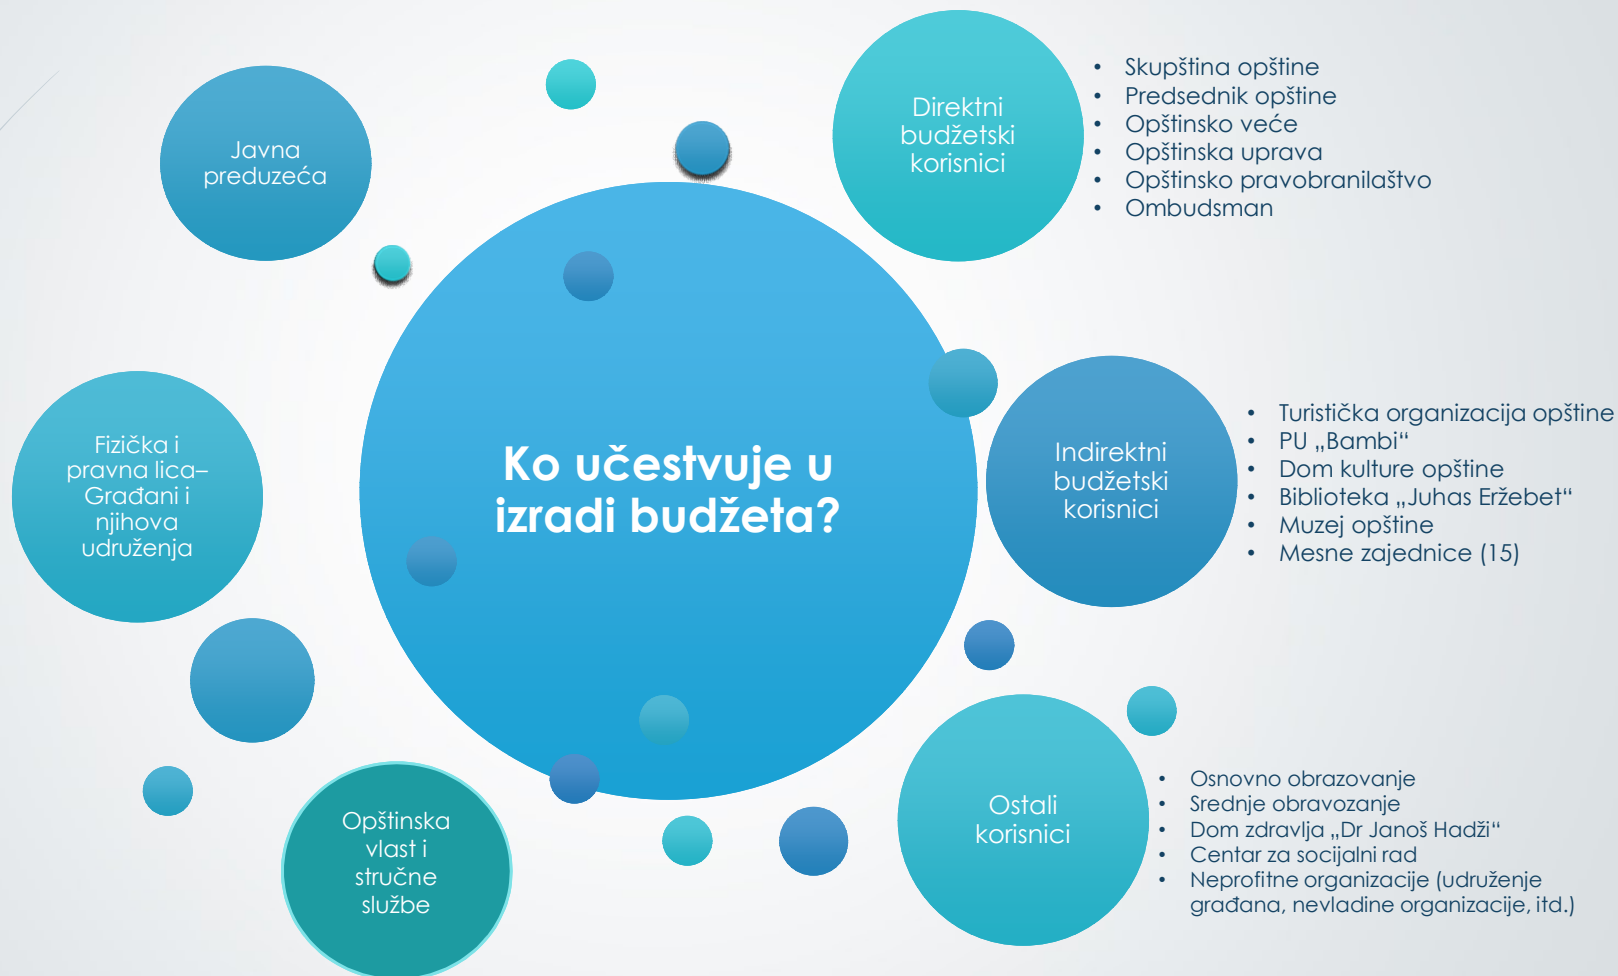 Javna
preduzeća
Direktni
budžetski
korisnici
• Skupština opštine
• Predsednik opštine
• Opštinsko veće
• Opštinska uprava
• Opštinsko pravobranilaštvo
• Ombudsman
Fizička i
pravna lica–
Građani i
njihova
udruženja
Ko učestvuje u
izradi budžeta?
Indirektni
budžetski
korisnici
• Turistička organizacija opštine
• PU „Bambi“
• Dom kulture opštine
• Biblioteka „Juhas Eržebet“
• Muzej opštine
• Mesne zajednice (15)
Opštinska
vlast i
stručne
službe
Ostali
korisnici
• Osnovno obrazovanje
• Srednje obravozanje
• Dom zdravlja „Dr Janoš Hadži“
• Centar za socijalni rad
• Neprofitne organizacije (udruženje
građana, nevladine organizacije, itd.)